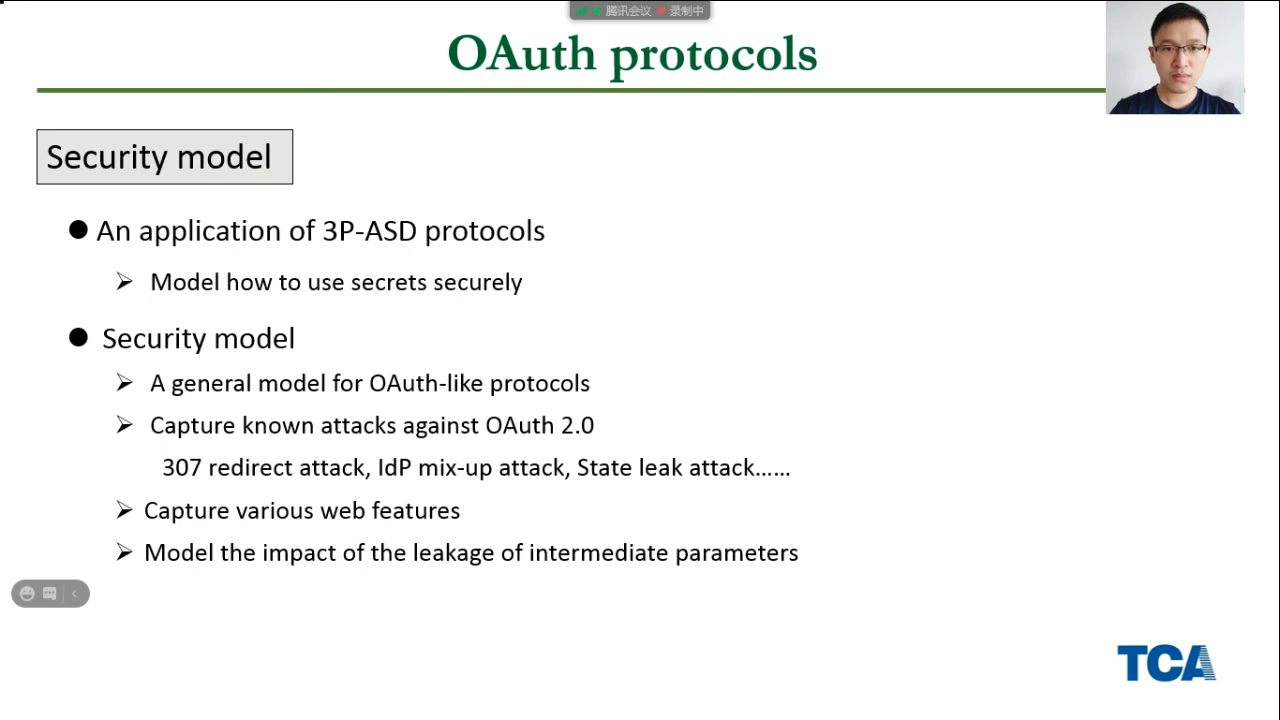 腾讯会议 录制中
OAuth protocols
Security model
An application of 3P-ASD protocols
Model how to use secrets securely
Security model
A general model for OAuth-like protocols
Capture known attacks against OAuth 2.0
307 redirect attack, IdP mix-up attack, State leak attack……
Capture various web features
Model the impact of the leakage of intermediate parameters
TCA